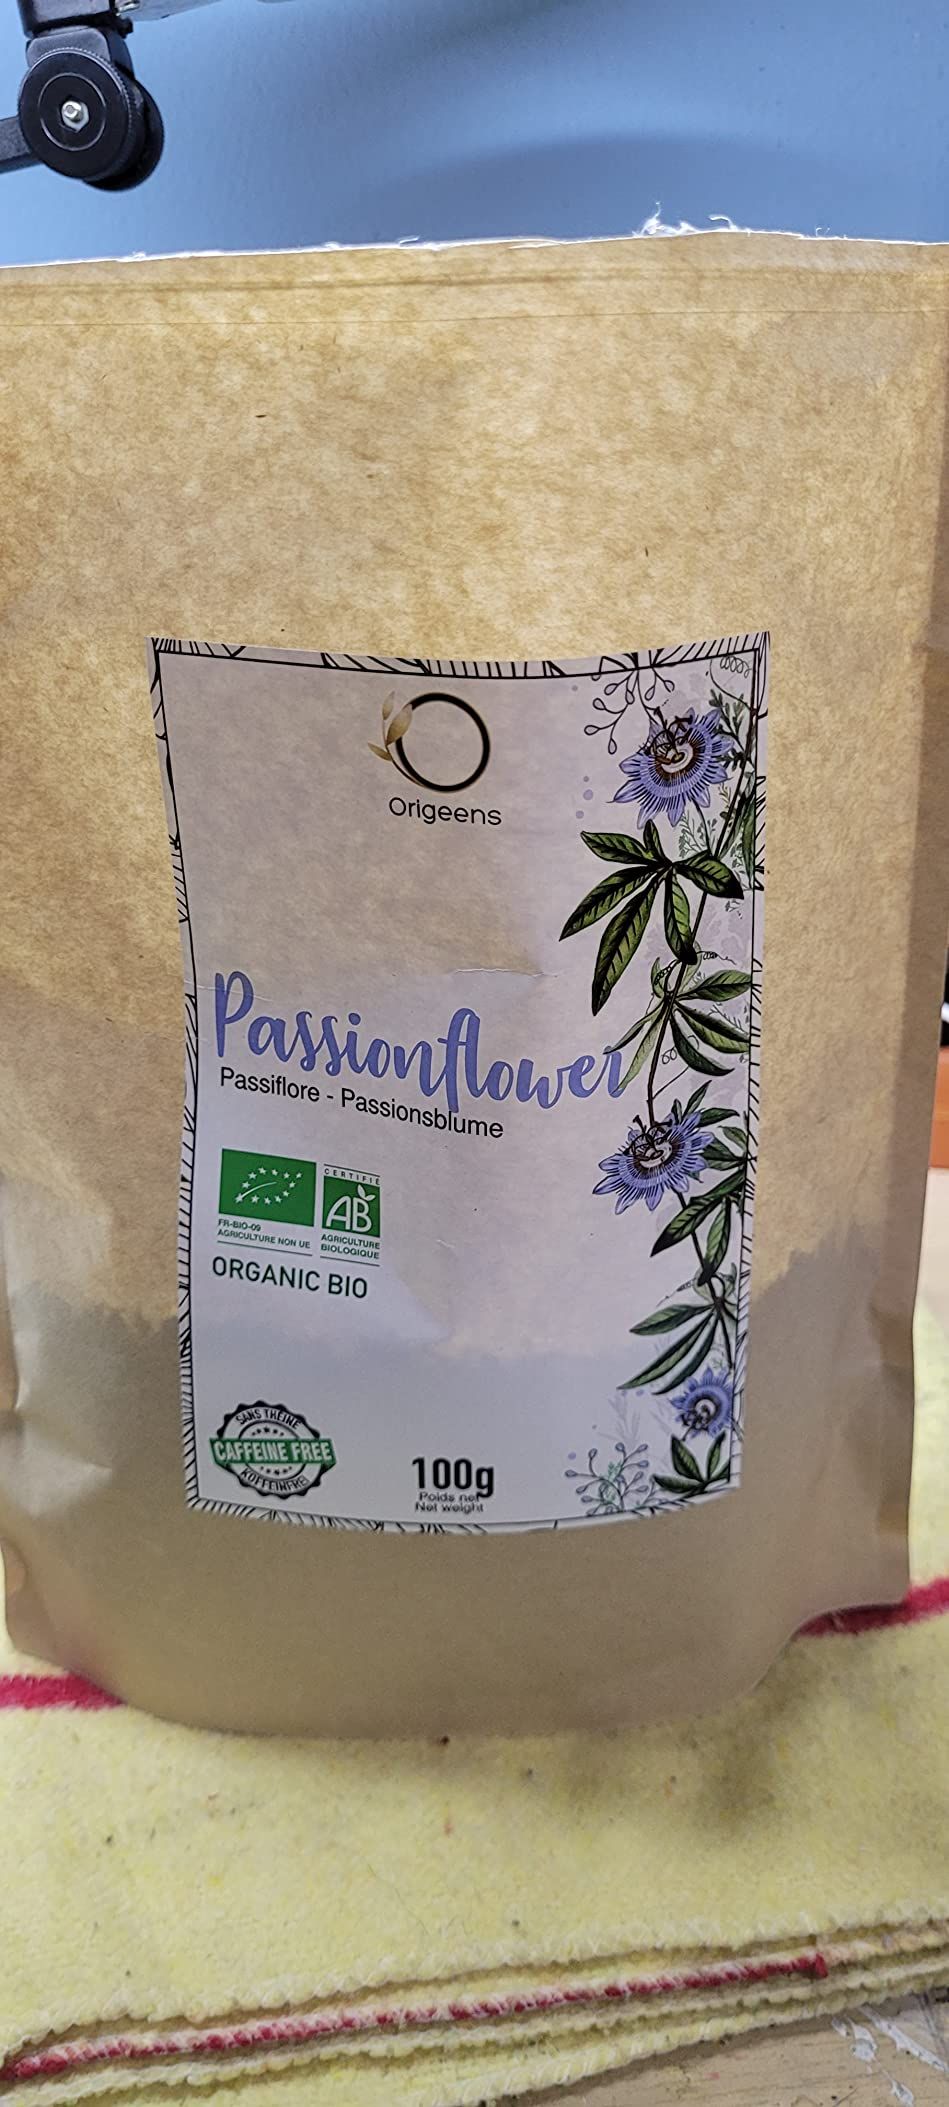 Origeens
Passionflower
Passiflore - Passionsblume
CERTIFIÉ
AB
FR-BIO-09
AGRICULTURE NON UE
AGRICULTURE
BIOLOGIQUE
ORGANIC BIO
SANS THÉINE
CAFFEINE FREE
KOFFEINFREI
100g
Poids net
Net weight